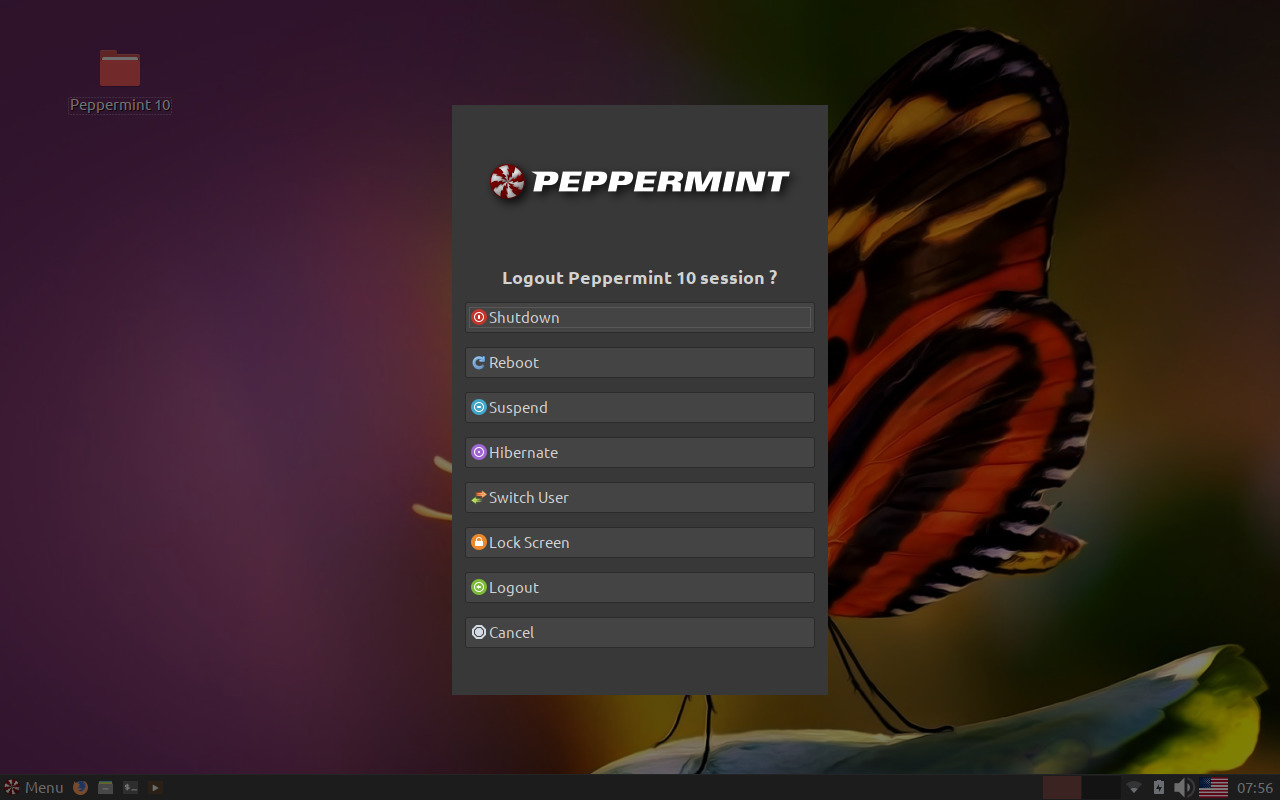 Peppermint 10
PEPPERMINT
Logout Peppermint 10 session ?
Shutdown
Reboot
Suspend
Hibernate
Switch User
Lock Screen
Logout
Cancel
Menu
07:56